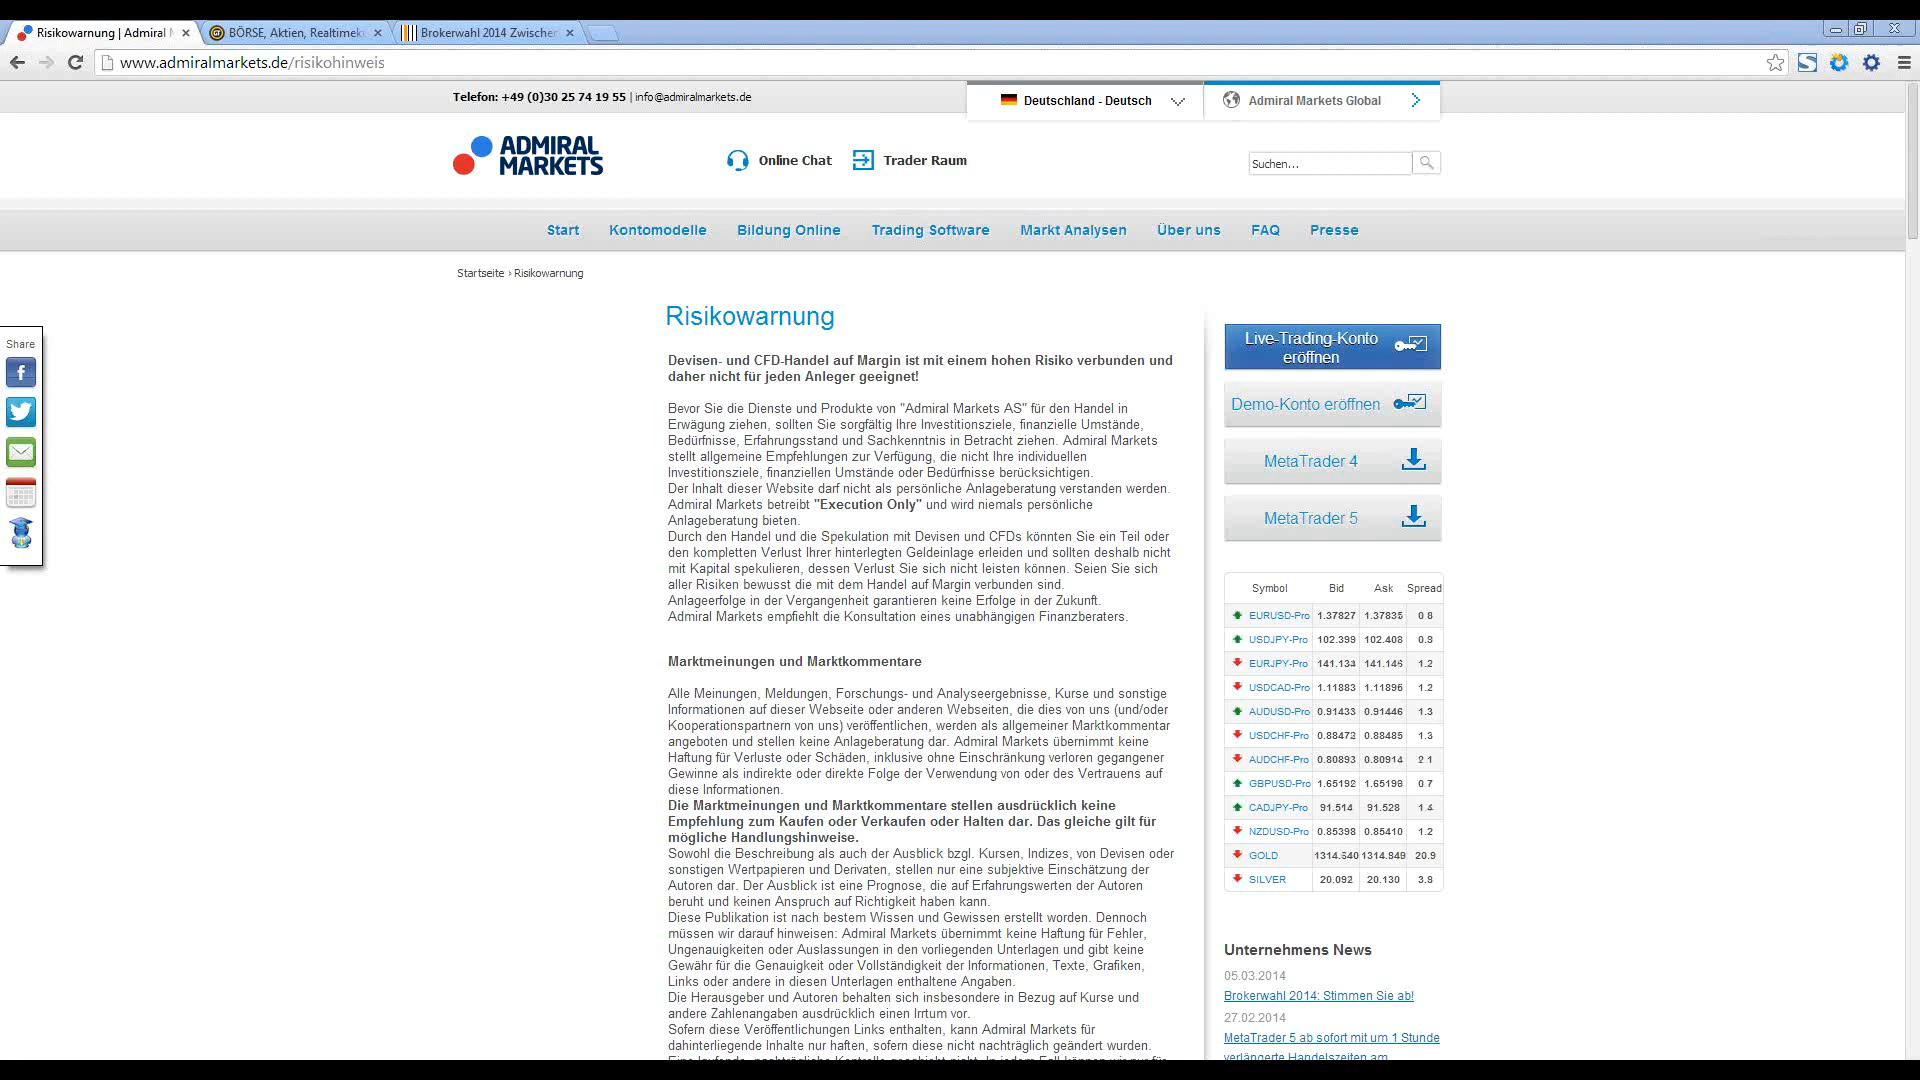 Risikowarnung | Admiral M
BÖRSE, Aktien, Realtimeku
Brokerwahl 2014 Zwischen
www.admiralmarkets.de/risikohinweis
Telefon: +49 (0)30 25 74 19 55 | info@admiralmarkets.de
Deutschland - Deutsch
Admiral Markets Global
ADMIRAL
MARKETS
Online Chat
Trader Raum
Suchen...
Start Kontomodelle Bildung Online Trading Software Markt Analysen Über uns FAQ Presse
Startseite › Risikowarnung
Share
Risikowarnung
Devisen- und CFD-Handel auf Margin ist mit einem hohen Risiko verbunden und
daher nicht für jeden Anleger geeignet!
Bevor Sie die Dienste und Produkte von "Admiral Markets AS" für den Handel in
Erwägung ziehen, sollten Sie sorgfältig Ihre Investitionsziele, finanzielle Umstände,
Bedürfnisse, Erfahrungsstand und Sachkenntnis in Betracht ziehen. Admiral Markets
stellt allgemeine Empfehlungen zur Verfügung, die nicht Ihre individuellen
Investitionsziele, finanziellen Umstände oder Bedürfnisse berücksichtigen.
Der Inhalt dieser Website darf nicht als persönliche Anlageberatung verstanden werden.
Admiral Markets betreibt "Execution Only" und wird niemals persönliche
Anlageberatung bieten.
Durch den Handel und die Spekulation mit Devisen und CFDs könnten Sie ein Teil oder
den kompletten Verlust Ihrer hinterlegten Geldeinlage erleiden und sollten deshalb nicht
mit Kapital spekulieren, dessen Verlust Sie sich nicht leisten können. Seien Sie sich
aller Risiken bewusst die mit dem Handel auf Margin verbunden sind.
Anlageerfolge in der Vergangenheit garantieren keine Erfolge in der Zukunft.
Admiral Markets empfiehlt die Konsultation eines unabhängigen Finanzberaters.
Marktmeinungen und Marktkommentare
Alle Meinungen, Meldungen, Forschungs- und Analyseergebnisse, Kurse und sonstige
Informationen auf dieser Webseite oder anderen Webseiten, die dies von uns (und/oder
Kooperationspartnern von uns) veröffentlichen, werden als allgemeiner Marktkommentar
angeboten und stellen keine Anlageberatung dar. Admiral Markets übernimmt keine
Haftung für Verluste oder Schäden, inklusive ohne Einschränkung verloren gegangener
Gewinne als indirekte oder direkte Folge der Verwendung von oder des Vertrauens auf
diese Informationen.
Die Marktmeinungen und Marktkommentare stellen ausdrücklich keine
Empfehlung zum Kaufen oder Verkaufen oder Halten dar. Das gleiche gilt für
mögliche Handlungshinweise.
Sowohl die Beschreibung als auch der Ausblick bzgl. Kursen, Indizes, von Devisen oder
sonstigen Wertpapieren und Derivaten, stellen nur eine subjektive Einschätzung der
Autoren dar. Der Ausblick ist eine Prognose, die auf Erfahrungswerten der Autoren
beruht und keinen Anspruch auf Richtigkeit haben kann.
Diese Publikation ist nach bestem Wissen und Gewissen erstellt worden. Dennoch
müssen wir darauf hinweisen: Admiral Markets übernimmt keine Haftung für Fehler,
Ungenauigkeiten oder Auslassungen in den vorliegenden Unterlagen und gibt keine
Gewähr für die Genauigkeit oder Vollständigkeit der Informationen, Texte, Grafiken,
Links oder andere in diesen Unterlagen enthaltene Angaben.
Die Herausgeber und Autoren behalten sich insbesondere in Bezug auf Kurse und
andere Zahlenangaben ausdrücklich einen Irrtum vor.
Sofern diese Veröffentlichungen Links enthalten, kann Admiral Markets für
dahinterliegende Inhalte nur haften, sofern diese nicht nachträglich geändert wurden.
Live-Trading-Konto
eröffnen
Demo-Konto eröffnen
MetaTrader 4
MetaTrader 5
Symbol Bid Ask Spread
EURUSD-Pro 1.37827 1.37835 0.8
USDJPY-Pro 102.399 102.408 0.9
EURJPY-Pro 141.134 141.146 1.2
USDCAD-Pro 1.11883 1.11896 1.2
AUDUSD-Pro 0.91433 0.91446 1.3
USDCHF-Pro 0.88472 0.88485 1.3
AUDCHF-Pro 0.80893 0.80914 2.1
GBPUSD-Pro 1.65192 1.65199 0.7
CADJPY-Pro 91.514 91.528 1.4
NZDUSD-Pro 0.85398 0.85410 1.2
GOLD 1314.640 1314.849 20.9
SILVER 20.092 20.130 3.8
Unternehmens News
05.03.2014
Brokerwahl 2014: Stimmen Sie ab!
27.02.2014
MetaTrader 5 ab sofort mit um 1 Stunde
verlängerte Handelszeiten am